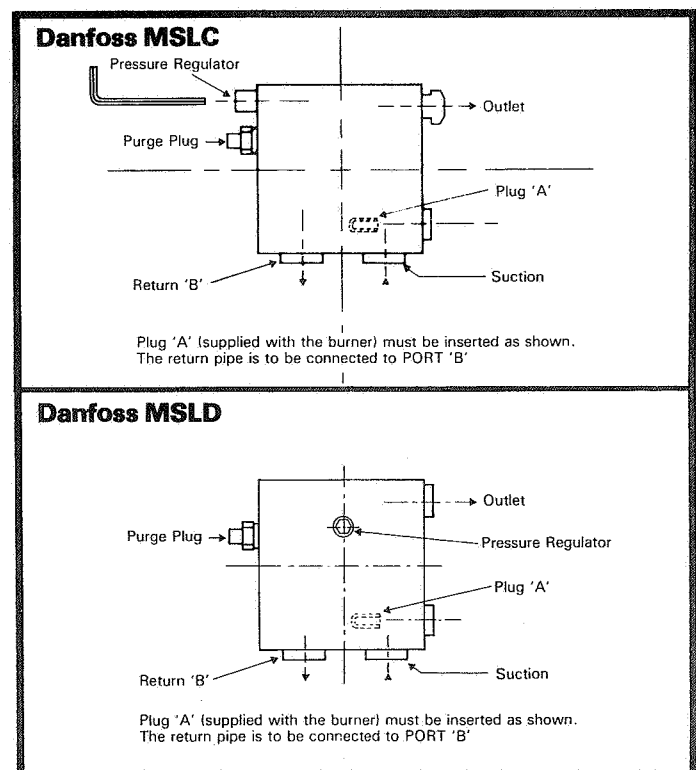 Danfoss MSLC
Pressure Regulator
Outlet
Purge Plug
Plug 'A'
Return 'B'
Suction
Plug 'A' (supplied with the burner) must be inserted as shown.
The return pipe is to be connected to PORT 'B'
Danfoss MSLD
Outlet
Purge Plug
Pressure Regulator
Plug 'A'
Return 'B'
Suction
Plug 'A' (supplied with the burner) must be inserted as shown.
The return pipe is to be connected to PORT 'B'